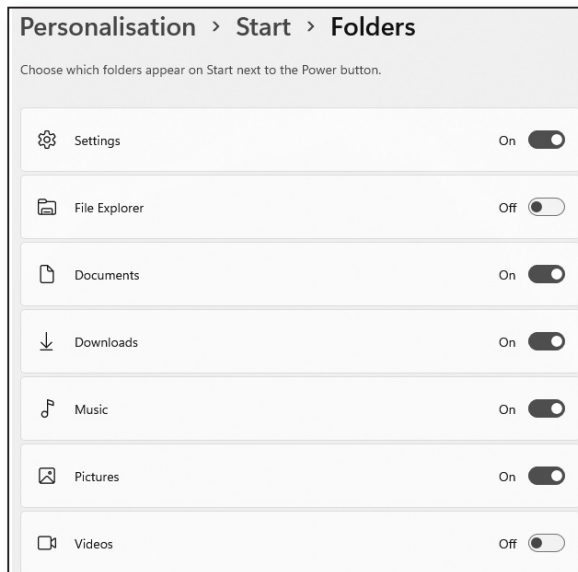 Personalisation > Start > Folders
Choose which folders appear on Start next to the Power button.
Settings On
File Explorer Off
Documents On
Downloads On
Music On
Pictures On
Videos Off